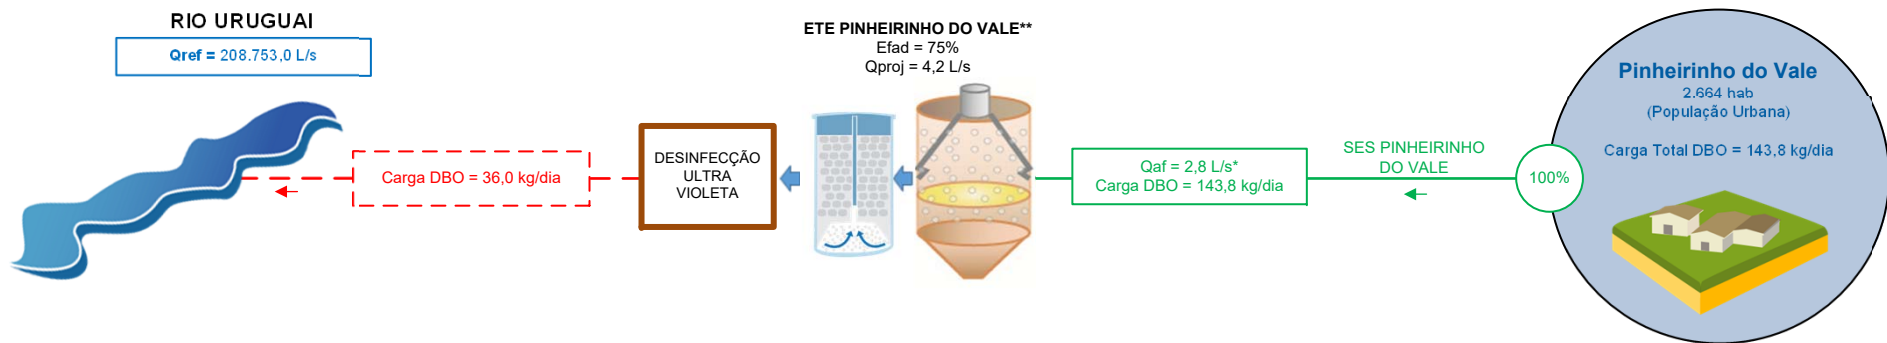 RIO URUGUAI
Qref = 208.753,0 L/s
Carga DBO = 36,0 kg/dia
DESINFECÇÃO
ULTRA
VIOLETA
ETE PINHEIRINHO DO VALE**
Efad = 75%
Qproj = 4,2 L/s
Qaf = 2,8 L/s*
Carga DBO = 143,8 kg/dia
SES PINHEIRINHO
DO VALE
100%
Pinheirinho do Vale
2.664 hab
(População Urbana)
Carga Total DBO = 143,8 kg/dia